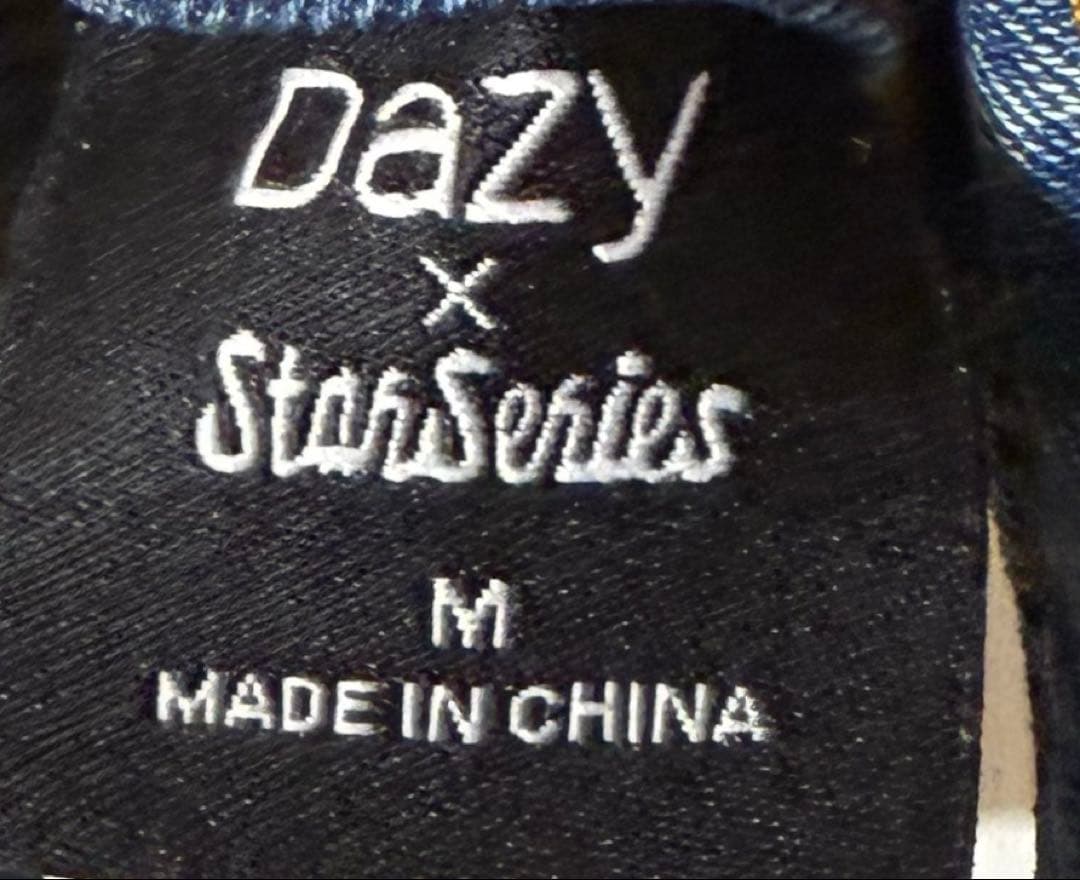 Dazy
×
StarSeries
M
MADE IN CHINA